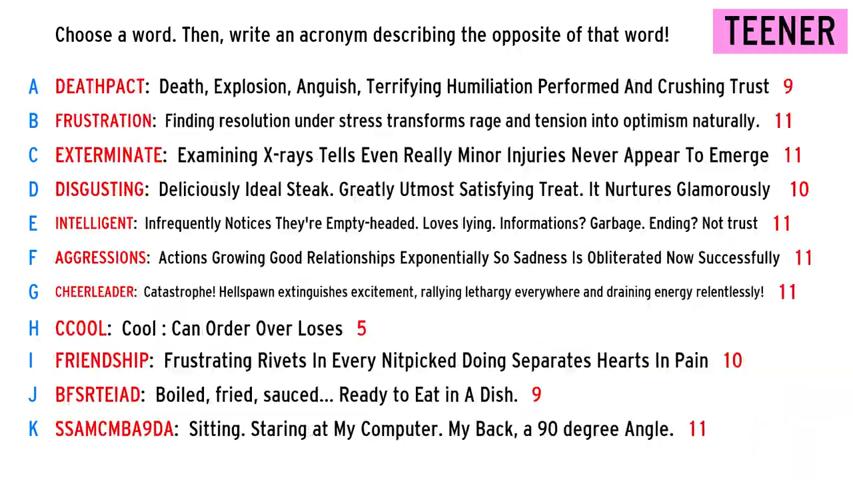 Choose a word. Then, write an acronym describing the opposite of that word!
TEENER
A DEATHPACT: Death, Explosion, Anguish, Terrifying Humiliation Performed And Crushing Trust 9
B FRUSTRATION: Finding resolution under stress transforms rage and tension into optimism naturally. 11
C EXTERMINATE: Examining X-rays Tells Even Really Minor Injuries Never Appear To Emerge 11
D DISGUSTING: Deliciously Ideal Steak. Greatly Utmost Satisfying Treat. It Nurtures Glamorously 10
E INTELLIGENT: Infrequently Notices They're Empty-headed. Loves lying. Informations? Garbage. Ending? Not trust 11
F AGGRESSIONS: Actions Growing Good Relationships Exponentially So Sadness Is Obliterated Now Successfully 11
G CHEERLEADER: Catastrophe! Hellspawn extinguishes excitement, rallying lethargy everywhere and draining energy relentlessly! 11
H CCOOL: Cool : Can Order Over Loses 5
I FRIENDSHIP: Frustrating Rivets In Every Nitpicked Doing Separates Hearts In Pain 10
J BFSRTEIAD: Boiled, fried, sauced... Ready to Eat in A Dish. 9
K SSAMCMBA9DA: Sitting. Staring at My Computer. My Back, a 90 degree Angle. 11